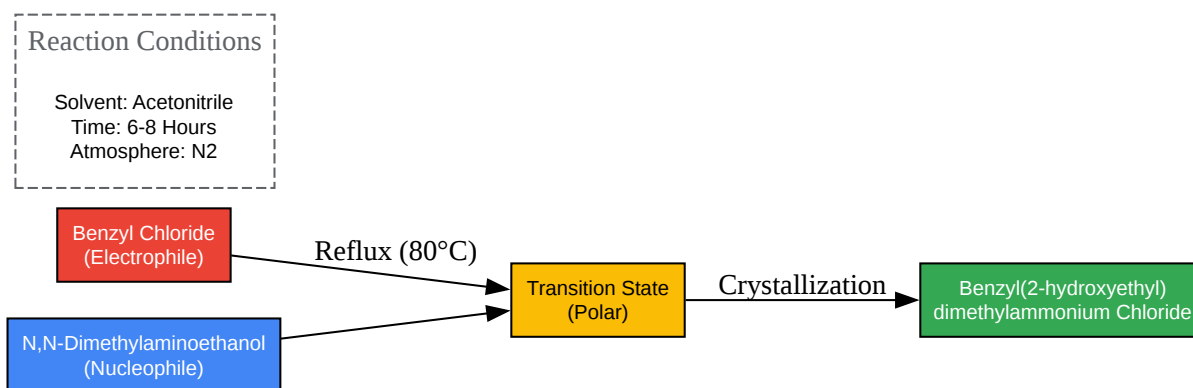 Reaction Conditions
Solvent: Acetonitrile
Time: 6-8 Hours
Atmosphere: N2
Benzyl Chloride
(Electrophile)
Reflux (80°C)
N,N-Dimethylaminoethanol
(Nucleophile)
Transition State
(Polar)
Crystallization
Benzyl(2-hydroxyethyl)
dimethylammonium Chloride